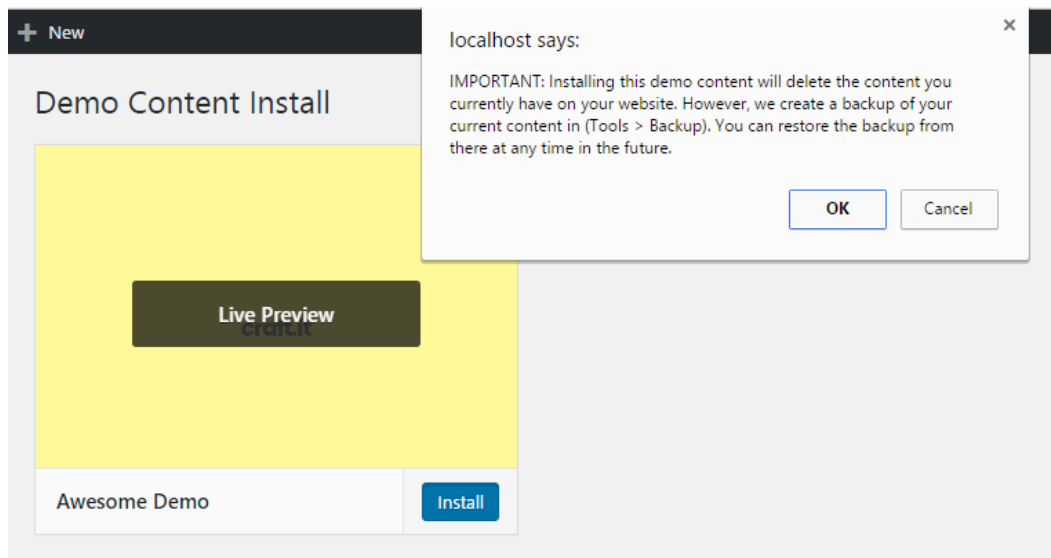 New
localhost says:
IMPORTANT: Installing this demo content will delete the content you
currently have on your website. However, we create a backup of your
current content in (Tools > Backup). You can restore the backup from
there at any time in the future.
OK
Cancel
Demo Content Install
Live Preview
craft.it
Awesome Demo
Install